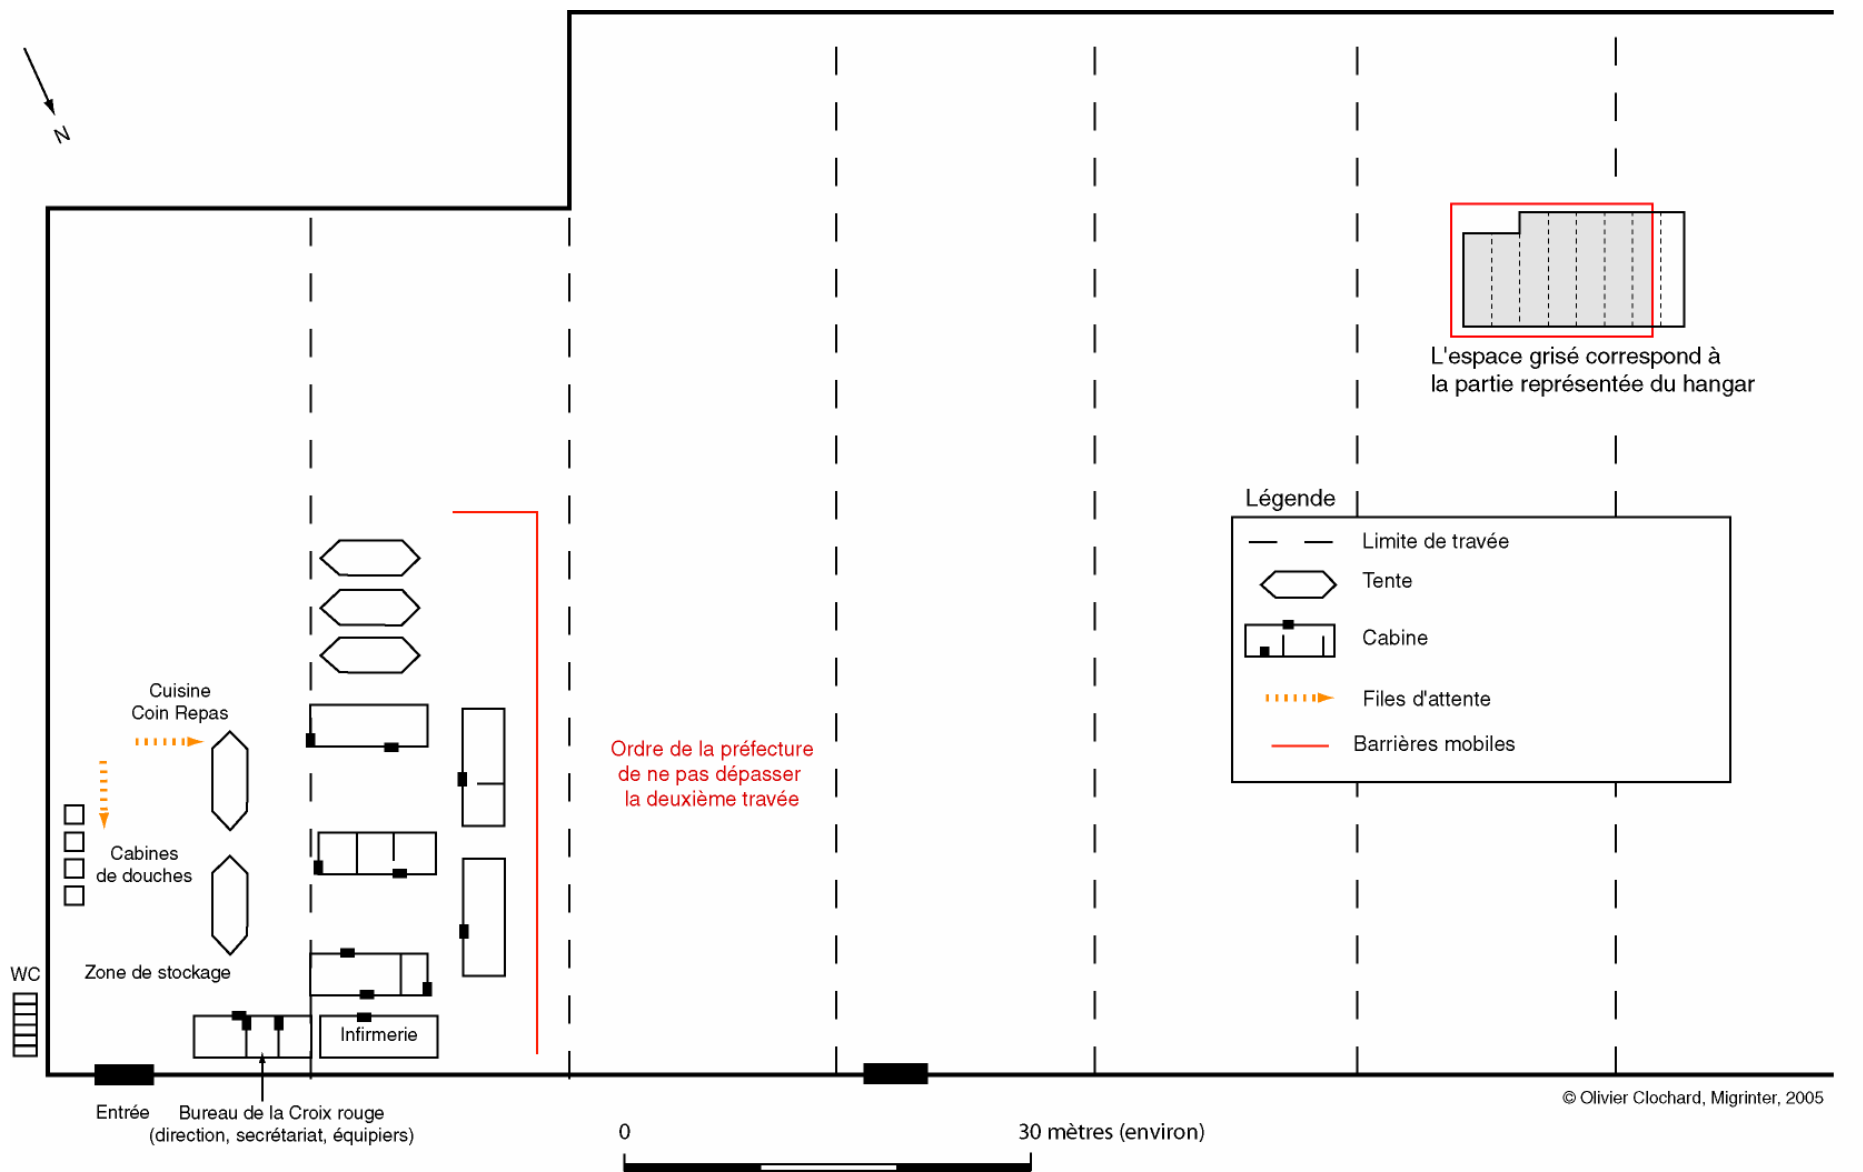 N
L'espace grisé correspond à
la partie représentée du hangar
Légende
Limite de travée
Tente
Cabine
Files d'attente
Barrières mobiles
Cuisine
Coin Repas
Ordre de la préfecture
de ne pas dépasser
la deuxième travée
Cabines
de douches
WC
Zone de stockage
Infirmerie
Entrée
Bureau de la Croix rouge
(direction, secrétariat, équipiers)
© Olivier Clochard, Migrinter, 2005
0
30 mètres (environ)